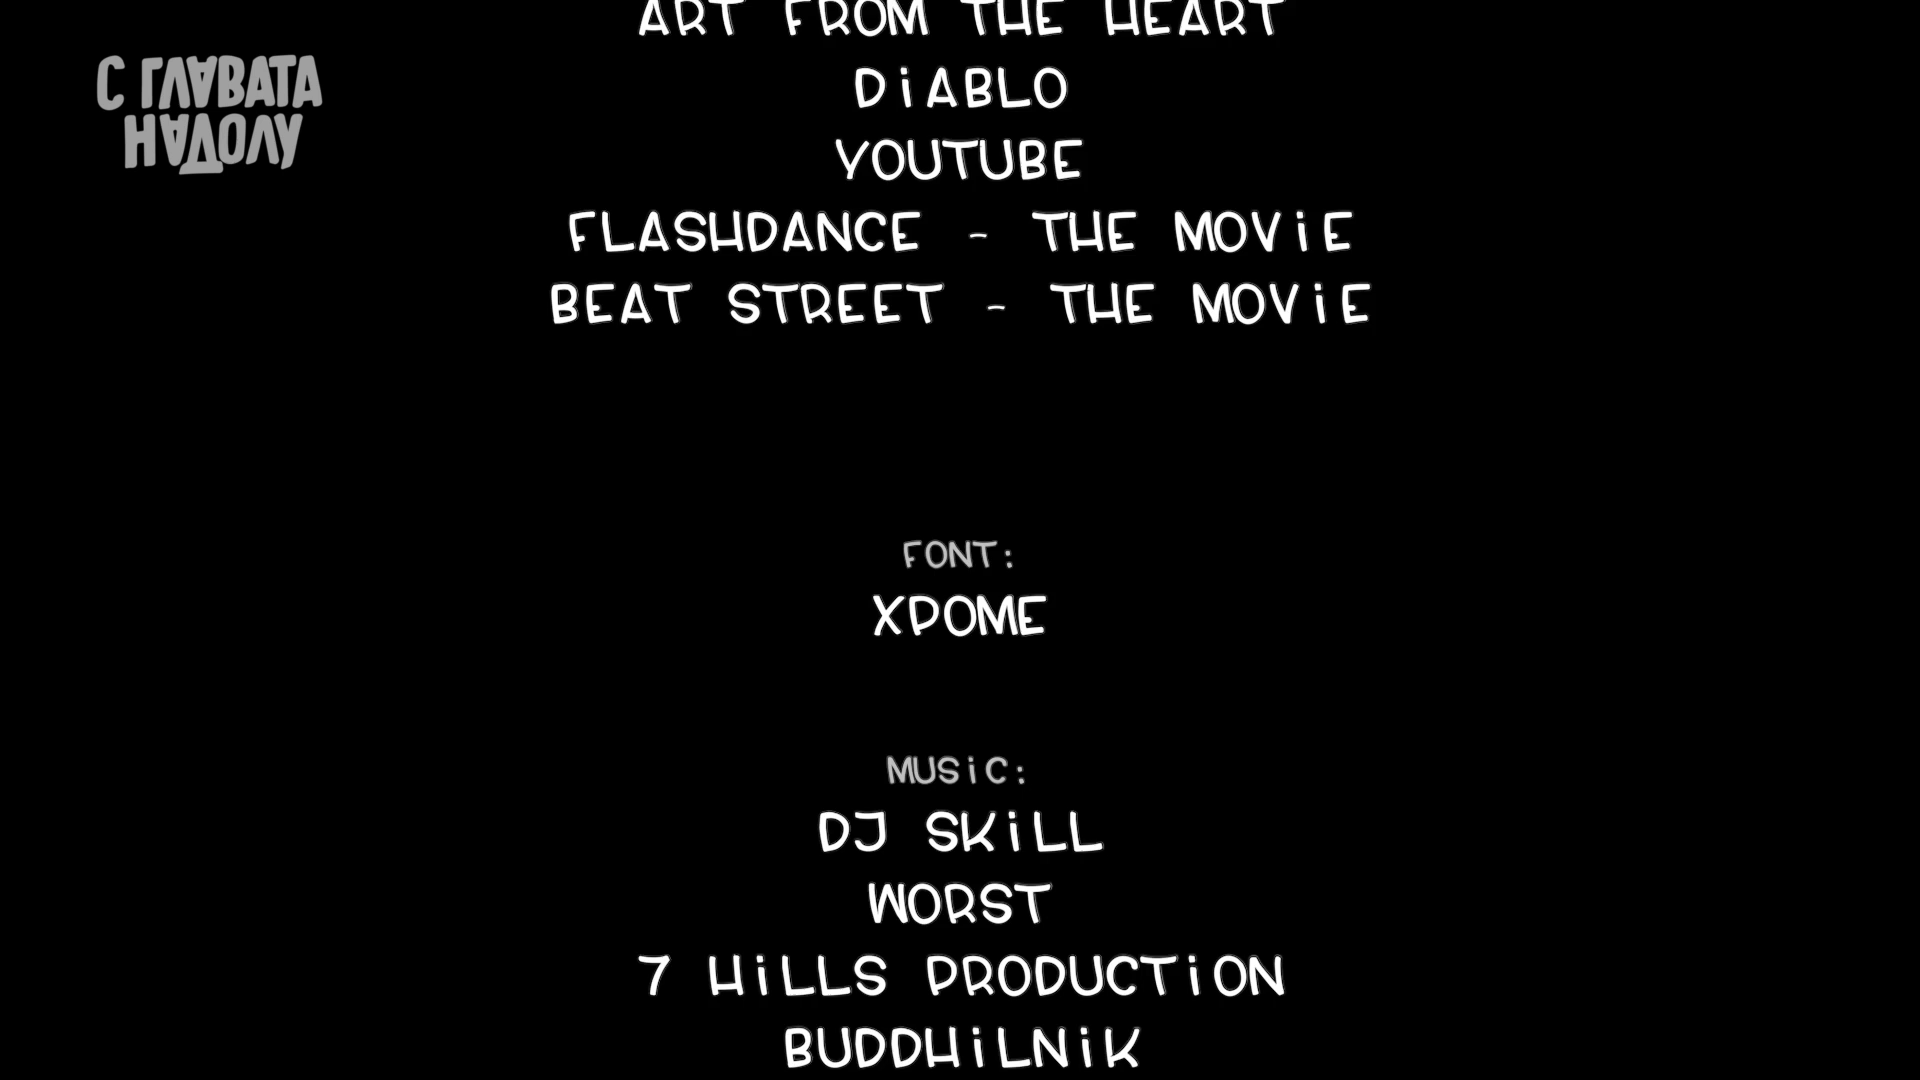 С ГЛАВАТА
НАДОЛУ
ART FROM THE HEART
DiABLO
YOUTUBE
FLASHDANCE - THE MOViE
BEAT STREET - THE MOViE
FONT:
XPOME
MUSiC:
DJ SKiLL
WORST
7 HiLLS PRODUCTiON
BUDDHiLNiK